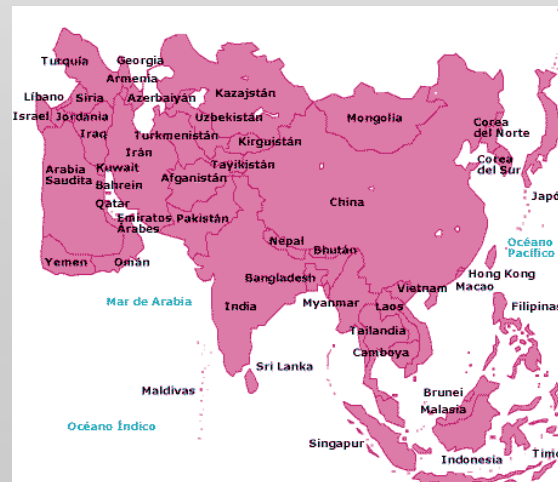 Turquía
Georgia
Armenia
Líbano
Siria
Azerbaiyán
Kazajstán
Israel
Jordania
Uzbekistán
Mongolia
Corea
del Norte
Iraq
Turkmenistán
Kirguistán
Irán
Corea
del Sur
Arabia
Saudita
Kuwait
Tayikistán
Afganistán
Bahrein
Japó
Qatar
China
Emiratos
Árabes
Pakistán
Nepal
Bhután
Océano
Pacífico
Yemen
Omán
Bangladesh
Hong Kong
Macao
Vietnam
Mar de Arabia
India
Myanmar
Laos
Filipinas
Tailandia
Camboya
Sri Lanka
Maldivas
Brunei
Malasia
Océano Índico
Singapur
Indonesia
Timo